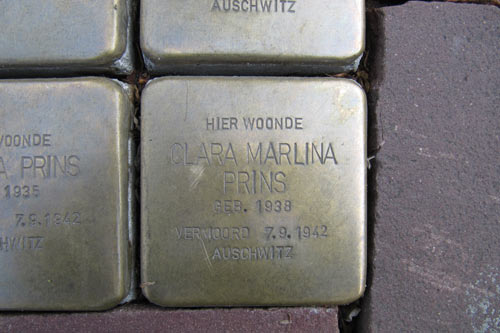 AUSCHWITZ
WOONDE
A PRINS
1935
7.9.1942
SCHWITZ
HIER WOONDE
CLARA MARLINA
PRINS
GEB. 1938
VERMOORD 7.9.1942
AUSCHWITZ